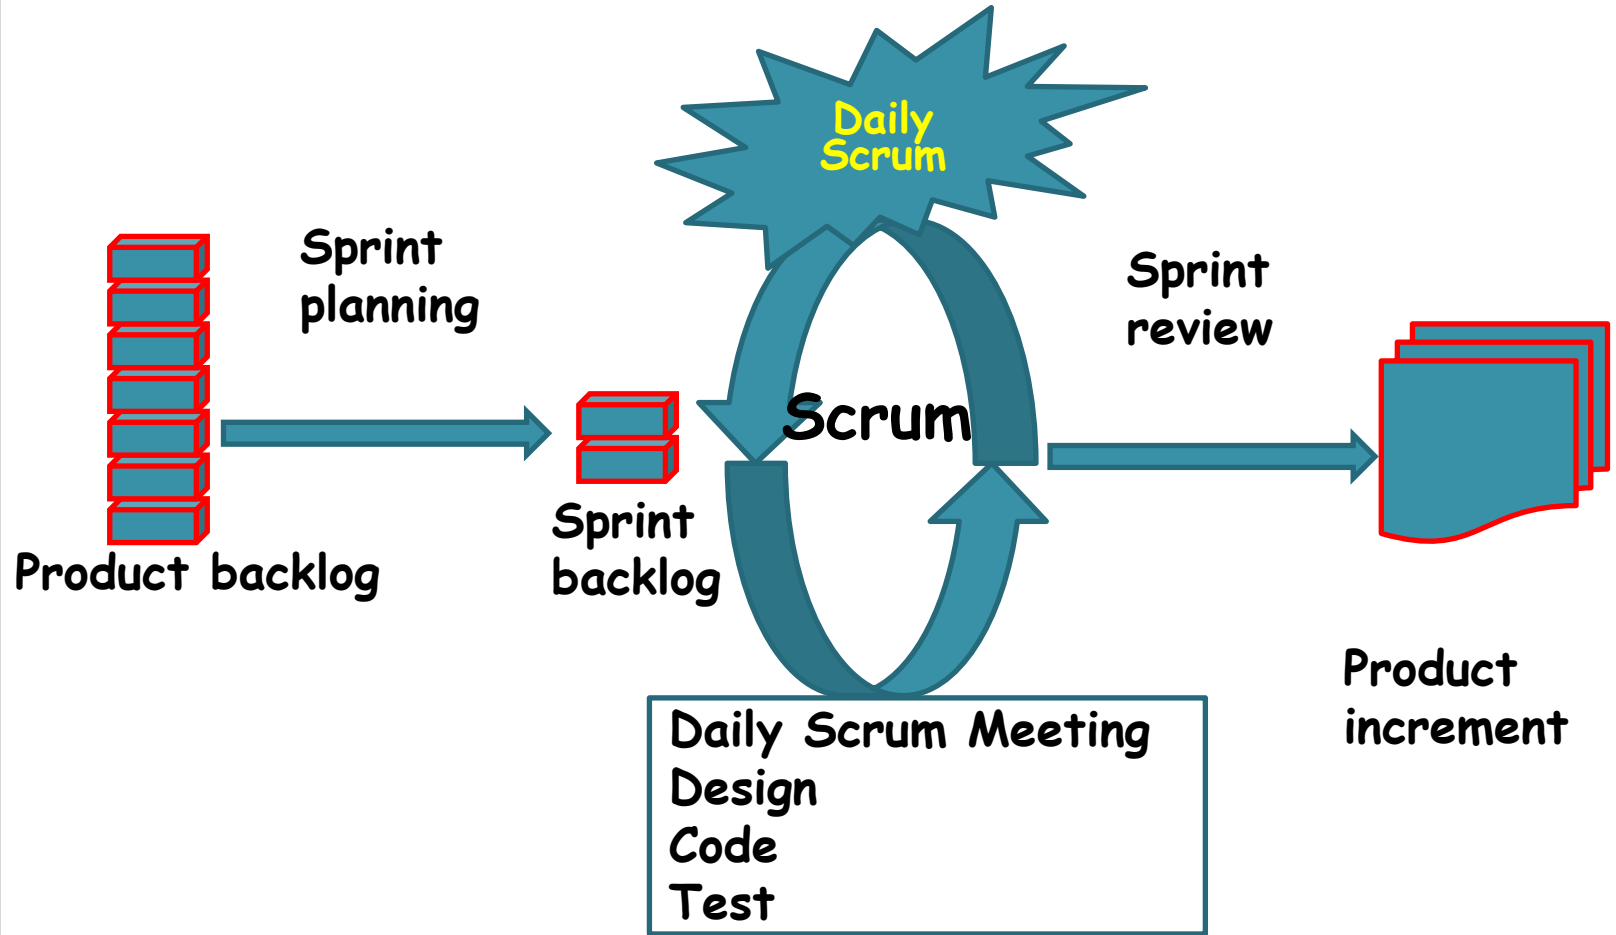 Daily
Scrum
Sprint
planning
Sprint
review
Scrum
Sprint
backlog
Product backlog
Product
increment
Daily Scrum Meeting
Design
Code
Test